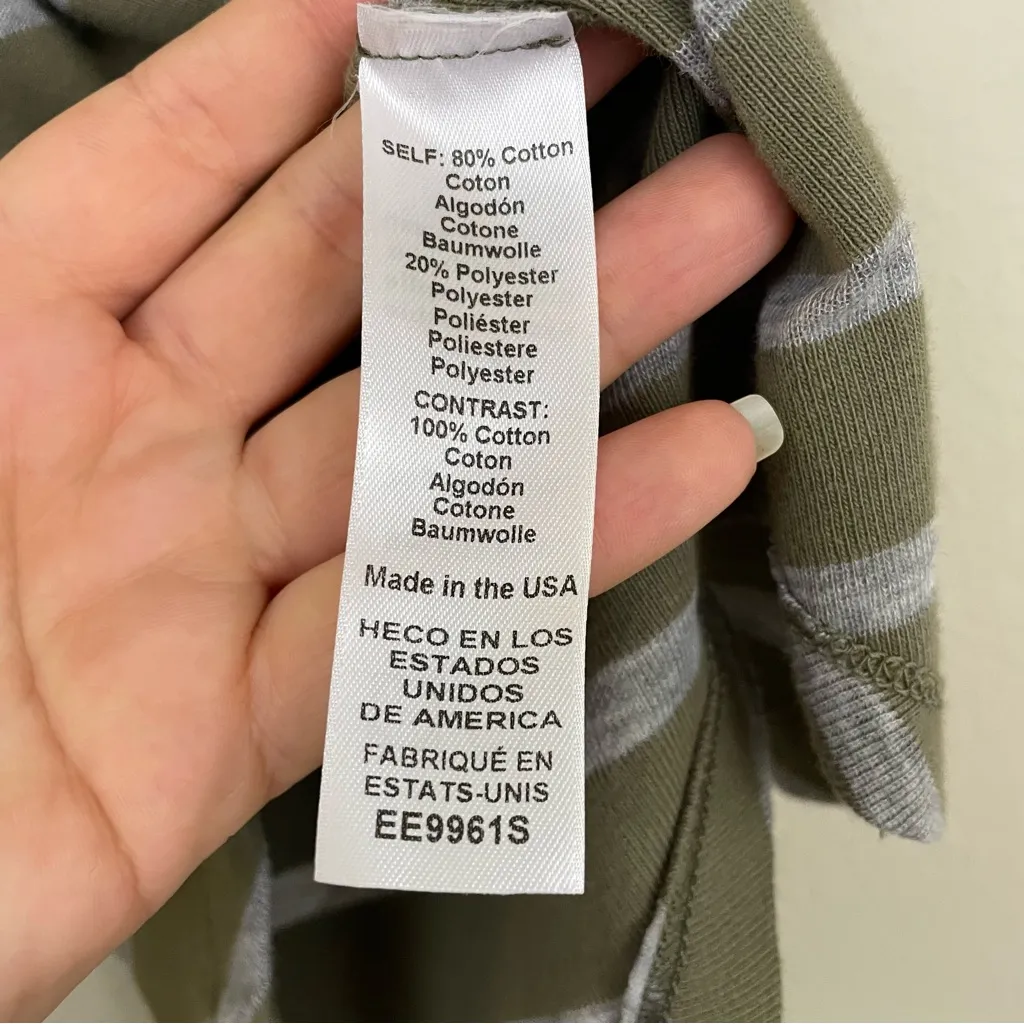 SELF: 80% Cotton
Coton
Algodón
Cotone
Baumwolle
20% Polyester
Polyester
Poliéster
Poliestere
Polyester
CONTRAST:
100% Cotton
Coton
Algodón
Cotone
Baumwolle
Made in the USA
HECO EN LOS
ESTADOS
UNIDOS
DE AMERICA
FABRIQUÉ EN
ESTATS-UNIS
EE9961S